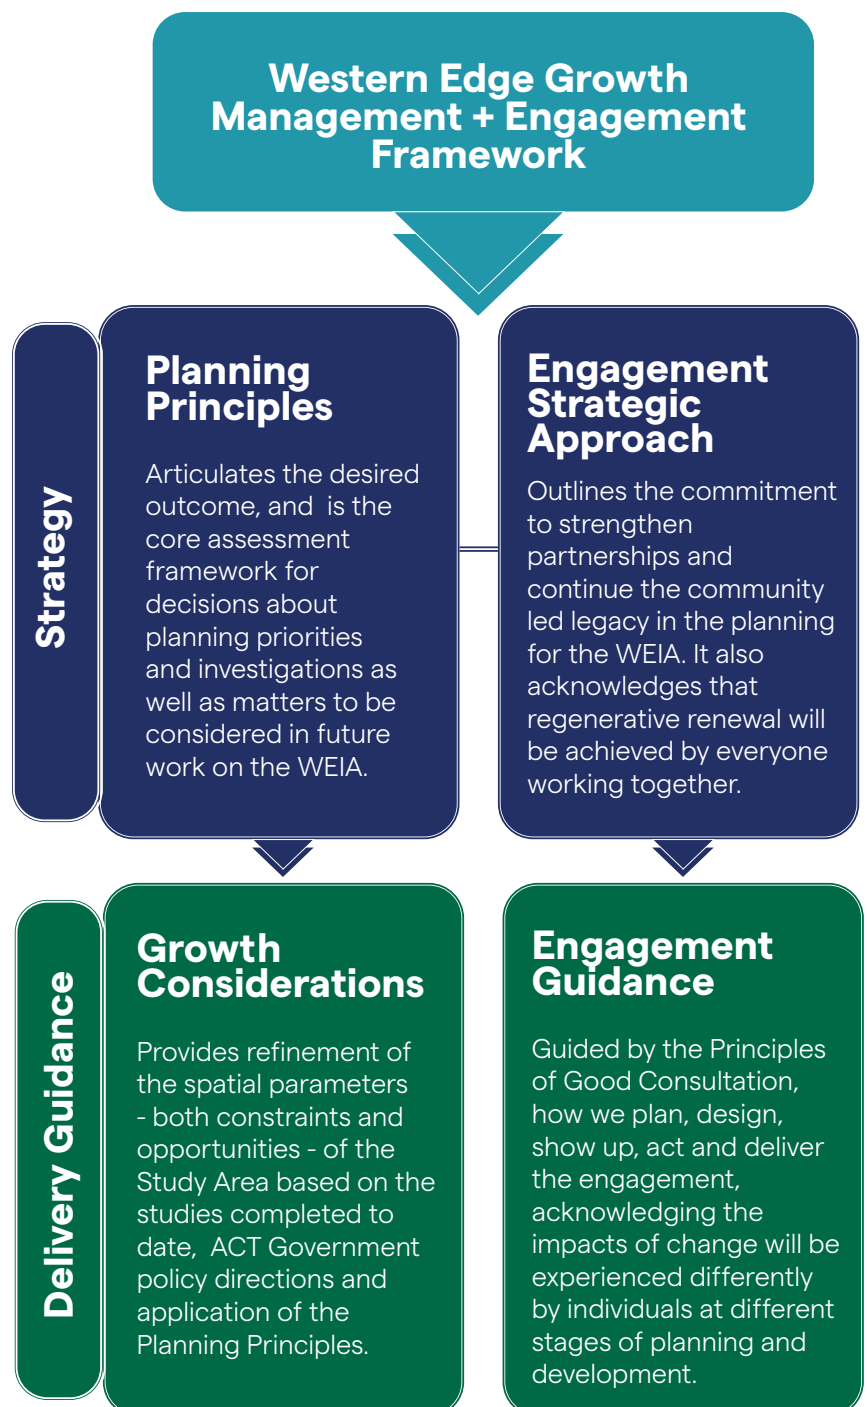 Western Edge Growth
Management + Engagement
Framework
Strategy
Planning
Principles
Articulates the desired
outcome, and  is the
core assessment
framework for
decisions about
planning priorities
and investigations as
well as matters to be
considered in future
work on the WEIA.
Engagement
Strategic
Approach
Outlines the commitment
to strengthen
partnerships and
continue the community
led legacy in the planning
for the WEIA. It also
acknowledges that
regenerative renewal will
be achieved by everyone
working together.
Delivery Guidance
Growth
Considerations
Provides refinement of
the spatial parameters
- both constraints and
opportunities - of the
Study Area based on the
studies completed to
date,  ACT Government
policy directions and
application of the
Planning Principles.
Engagement
Guidance
Guided by the Principles
of Good Consultation,
how we plan, design,
show up, act and deliver
the engagement,
acknowledging the
impacts of change will be
experienced differently
by individuals at different
stages of planning and
development.